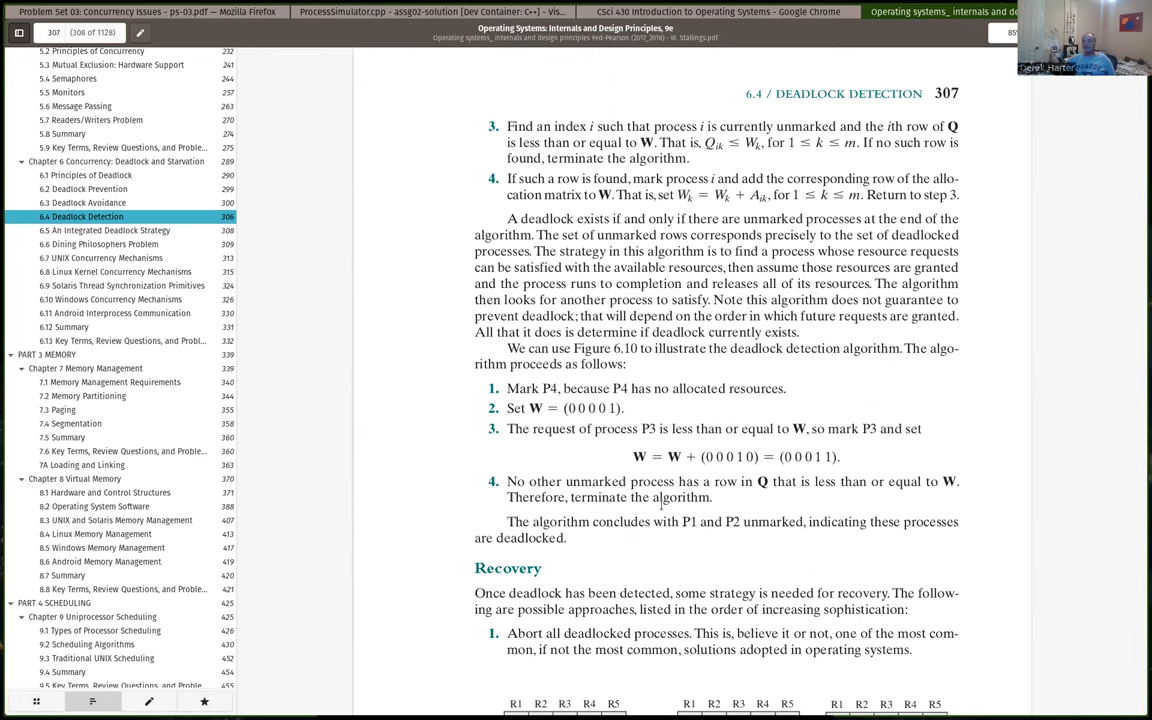 Problem Set 03: Concurrency Issues - ps-03.pdf — Mozilla Firefox
ProcessSimulator.cpp - assgg02-solution [Dev Container: C++] - Vis...
CSci 430 Introduction to Operating Systems - Google Chrome
Operating systems_ internals and de
307
(308 of 1128)
Operating Systems: Internals and Design Principles, 9e
Operating systems_ internals and design principles 9ed-Pearson (2017_2018) - W. Stallings.pdf
85
Derek Harter
5.2 Principles of Concurrency 232
5.3 Mutual Exclusion: Hardware Support 241
5.4 Semaphores 244
5.5 Monitors 257
5.6 Message Passing 263
5.7 Readers/Writers Problem 270
5.8 Summary 274
5.9 Key Terms, Review Questions, and Proble... 275
Chapter 6 Concurrency: Deadlock and Starvation 289
6.1 Principles of Deadlock 290
6.2 Deadlock Prevention 299
6.3 Deadlock Avoidance 300
6.4 Deadlock Detection 306
6.5 An Integrated Deadlock Strategy 308
6.6 Dining Philosophers Problem 309
6.7 UNIX Concurrency Mechanisms 313
6.8 Linux Kernel Concurrency Mechanisms 315
6.9 Solaris Thread Synchronization Primitives 324
6.10 Windows Concurrency Mechanisms 326
6.11 Android Interprocess Communication 330
6.12 Summary 331
6.13 Key Terms, Review Questions, and Probl... 332
PART 3 MEMORY 339
Chapter 7 Memory Management 339
7.1 Memory Management Requirements 340
7.2 Memory Partitioning 344
7.3 Paging 355
7.4 Segmentation 358
7.5 Summary 360
7.6 Key Terms, Review Questions, and Proble... 360
7A Loading and Linking 363
Chapter 8 Virtual Memory 370
8.1 Hardware and Control Structures 371
8.2 Operating System Software 388
8.3 UNIX and Solaris Memory Management 407
8.4 Linux Memory Management 413
8.5 Windows Memory Management 417
8.6 Android Memory Management 419
8.7 Summary 420
8.8 Key Terms, Review Questions, and Proble... 421
PART 4 SCHEDULING 425
Chapter 9 Uniprocessor Scheduling 425
9.1 Types of Processor Scheduling 426
9.2 Scheduling Algorithms 430
9.3 Traditional UNIX Scheduling 452
9.4 Summary 454
9.5 Key Terms, Review Questions, and Proble... 455
6.4 / DEADLOCK DETECTION 307
3. Find an index i such that process i is currently unmarked and the ith row of Q
is less than or equal to W. That is, Qik ≤ Wk, for 1 ≤ k ≤ m. If no such row is
found, terminate the algorithm.
4. If such a row is found, mark process i and add the corresponding row of the allo-
cation matrix to W. That is, set Wk = Wk + Aik, for 1 ≤ k ≤ m. Return to step 3.
A deadlock exists if and only if there are unmarked processes at the end of the
algorithm. The set of unmarked rows corresponds precisely to the set of deadlocked
processes. The strategy in this algorithm is to find a process whose resource requests
can be satisfied with the available resources, then assume those resources are granted
and the process runs to completion and releases all of its resources. The algorithm
then looks for another process to satisfy. Note this algorithm does not guarantee to
prevent deadlock; that will depend on the order in which future requests are granted.
All that it does is determine if deadlock currently exists.
We can use Figure 6.10 to illustrate the deadlock detection algorithm. The algo-
rithm proceeds as follows:
1. Mark P4, because P4 has no allocated resources.
2. Set W = (0 0 0 0 1).
3. The request of process P3 is less than or equal to W, so mark P3 and set
W = W + (0 0 0 1 0) = (0 0 0 1 1).
4. No other unmarked process has a row in Q that is less than or equal to W.
Therefore, terminate the algorithm.
The algorithm concludes with P1 and P2 unmarked, indicating these processes
are deadlocked.
Recovery
Once deadlock has been detected, some strategy is needed for recovery. The follow-
ing are possible approaches, listed in the order of increasing sophistication:
1. Abort all deadlocked processes. This is, believe it or not, one of the most com-
mon, if not the most common, solutions adopted in operating systems.
R1 R2 R3 R4 R5 R1 R2 R3 R4 R5 R1 R2 R3 R4 R5